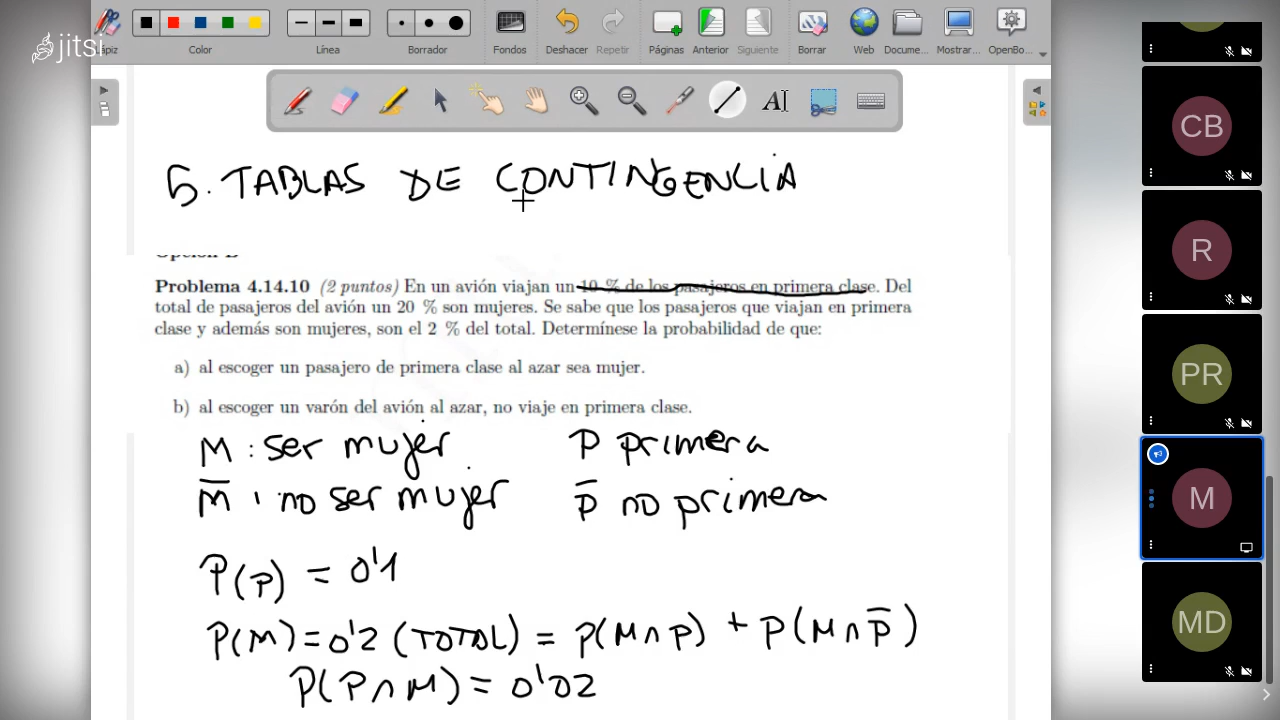 jitsi
Lápiz
Color
Línea
Borrador
Fondos
Deshacer
Repetir
Páginas
Anterior
Siguiente
Borrar
Web
Docume...
Mostrar...
OpenBo...
5. TABLAS DE CONTINGENCIA
Problema 4.14.10 (2 puntos) En un avión viajan un 10 % de los pasajeros en primera clase. Del
total de pasajeros del avión un 20 % son mujeres. Se sabe que los pasajeros que viajan en primera
clase y además son mujeres, son el 2 % del total. Determínese la probabilidad de que:
a) al escoger un pasajero de primera clase al azar sea mujer.
b) al escoger un varón del avión al azar, no viaje en primera clase.
M : ser mujer P primera
M̅ : no ser mujer P̅ no primera
P(P) = 0'1
P(M) = 0'2 (TOTAL) = P(M∩P) + P(M∩P̅)
P(P∩M) = 0'02
CB
R
PR
M
MD